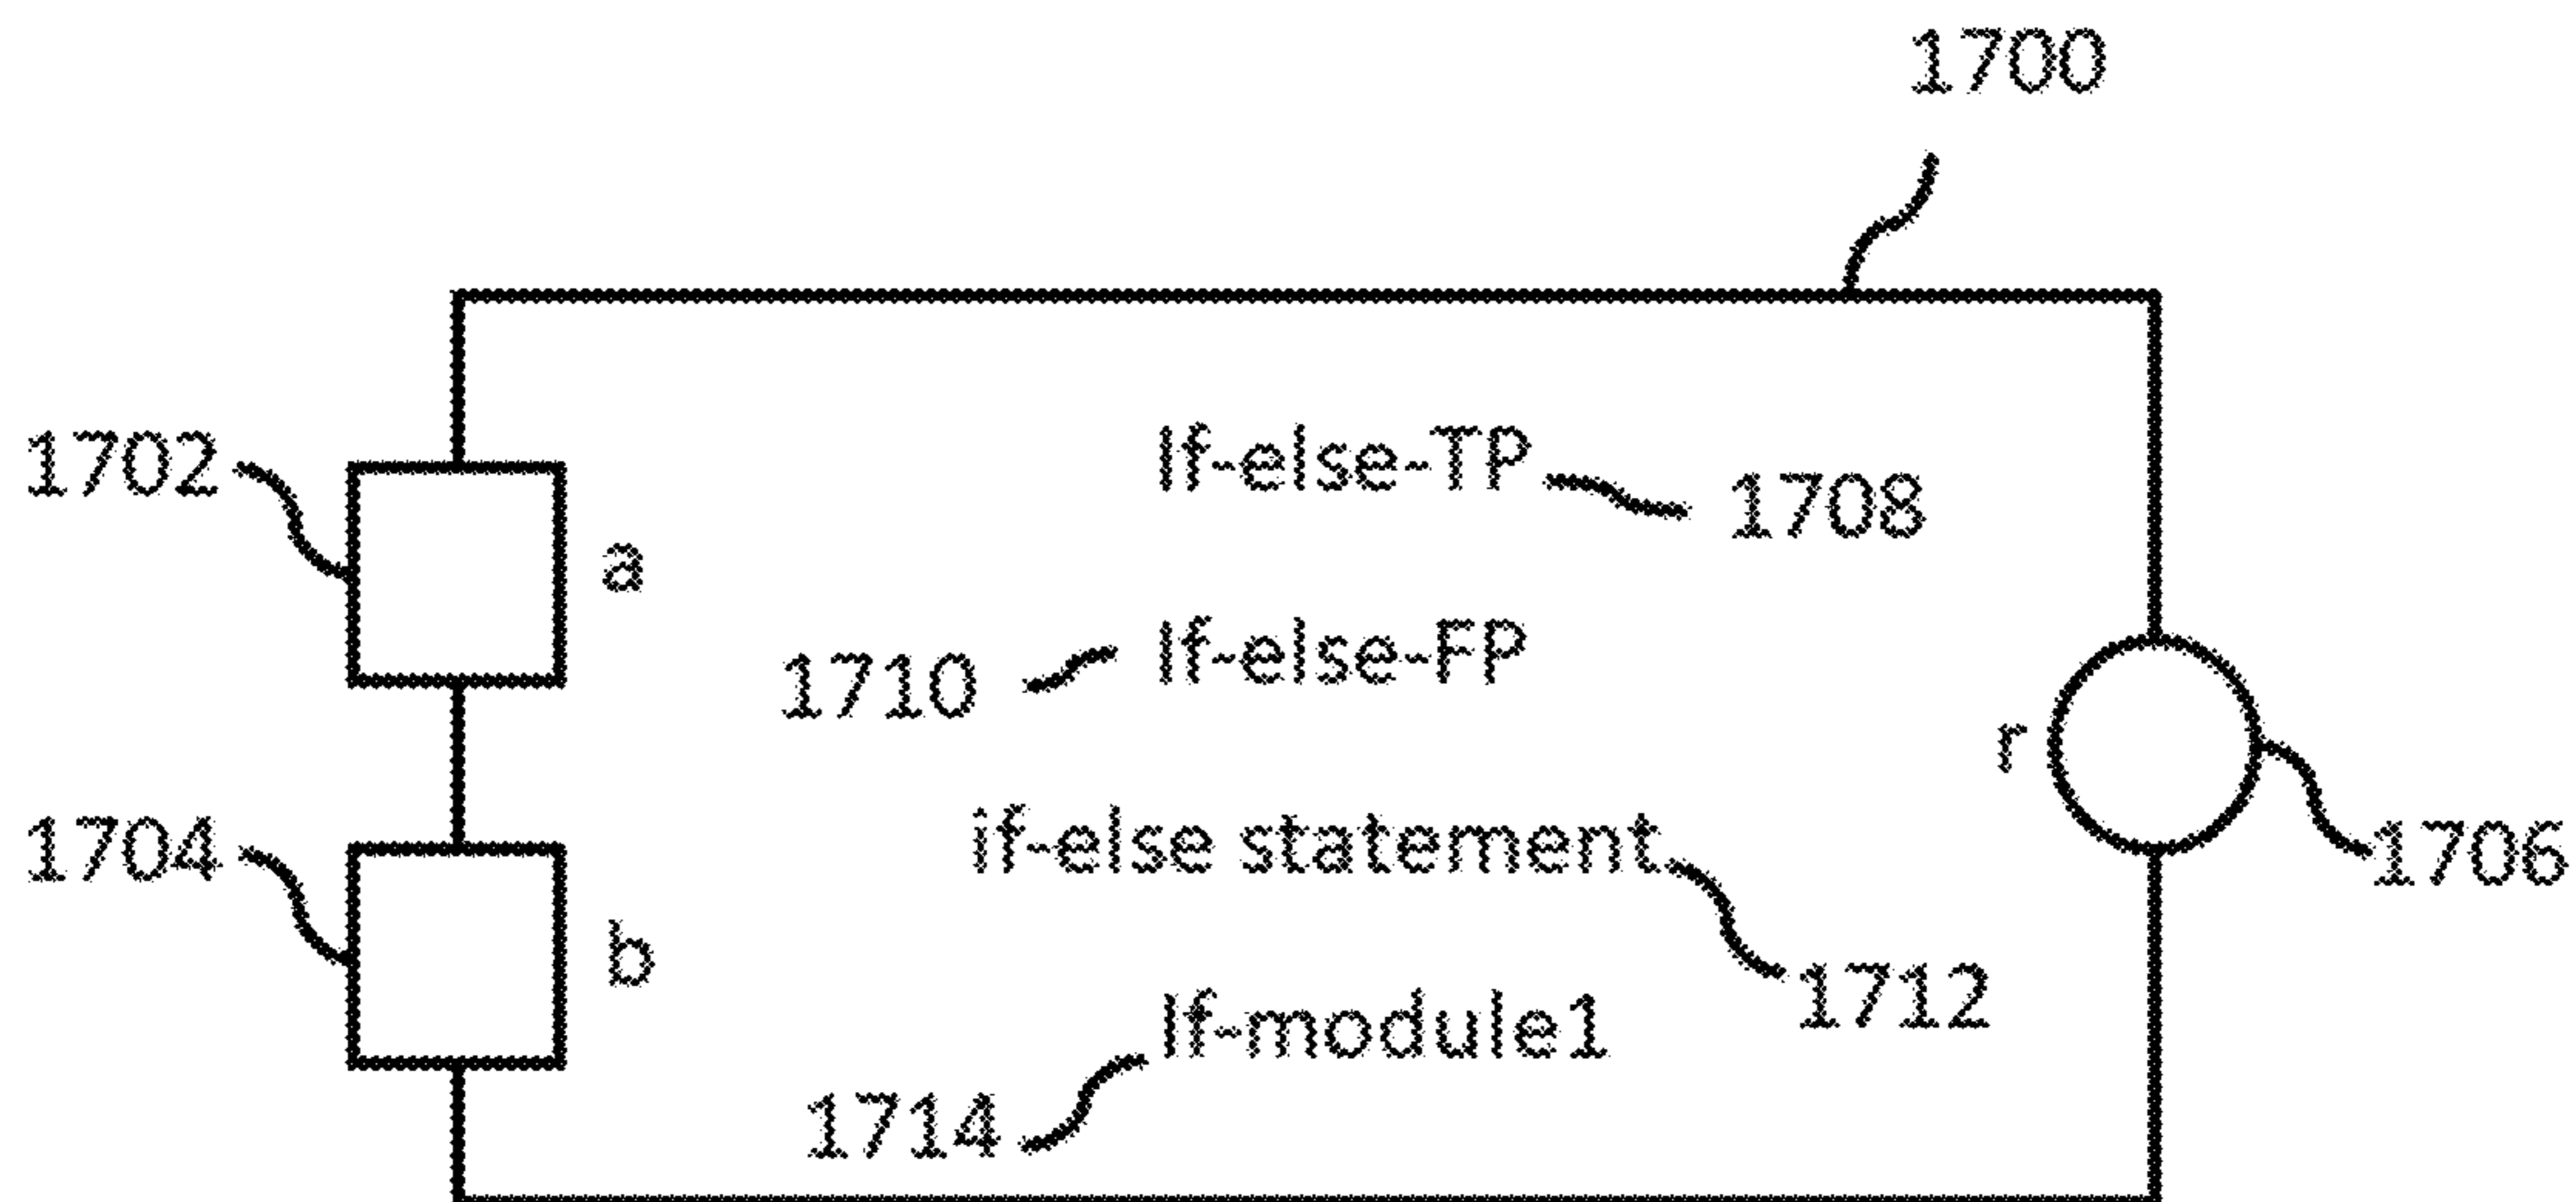 1700
1702
If-else-TP
1708
a
If-else-FP
1710
r
if-else statement
1706
1704
b
1712
If-module1
1714